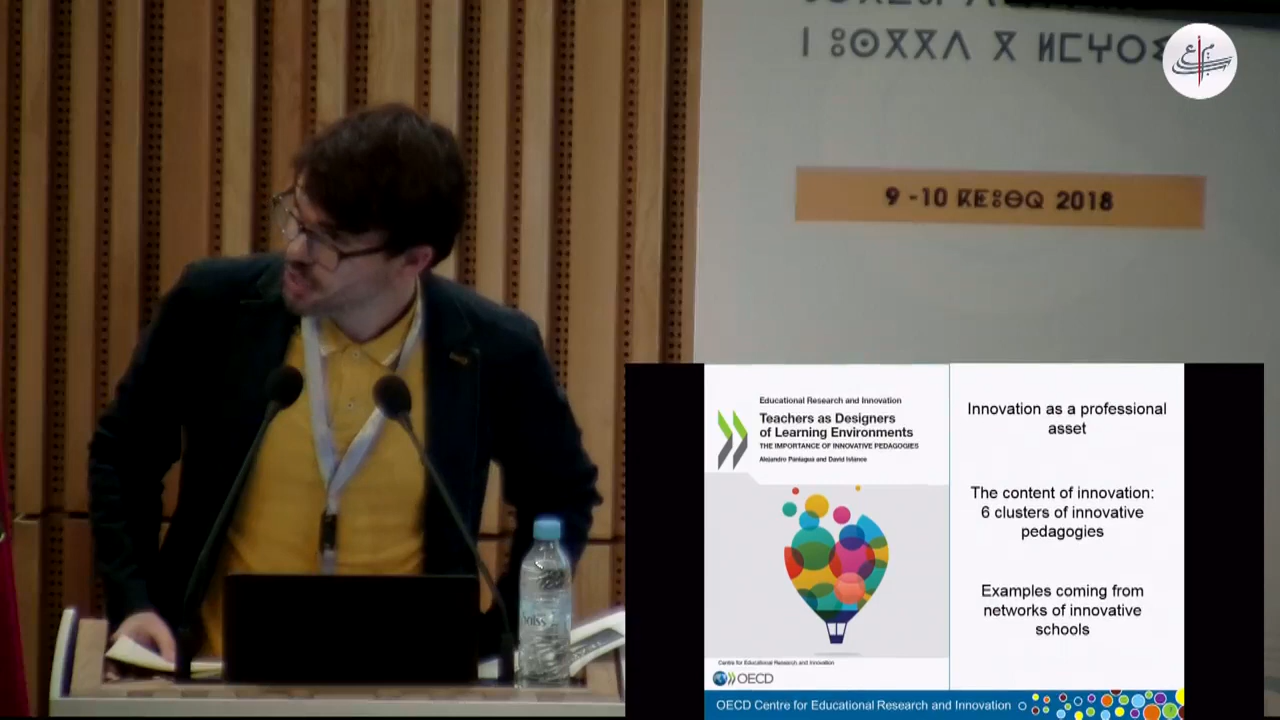 ⵏ ⵓⵙⴳⴳⴷ ⴳ ⵍⵎⵖⵔⵉⴱ
9 -10 ⴽⵟⵓⴱⵕ 2018
Educational Research and Innovation
Teachers as Designers
of Learning Environments
THE IMPORTANCE OF INNOVATIVE PEDAGOGIES
Alejandro Paniagua and David Istance
Centre for Educational Research and Innovation
OECD
Innovation as a professional
asset
The content of innovation:
6 clusters of innovative
pedagogies
Examples coming from
networks of innovative
schools
OECD Centre for Educational Research and Innovation